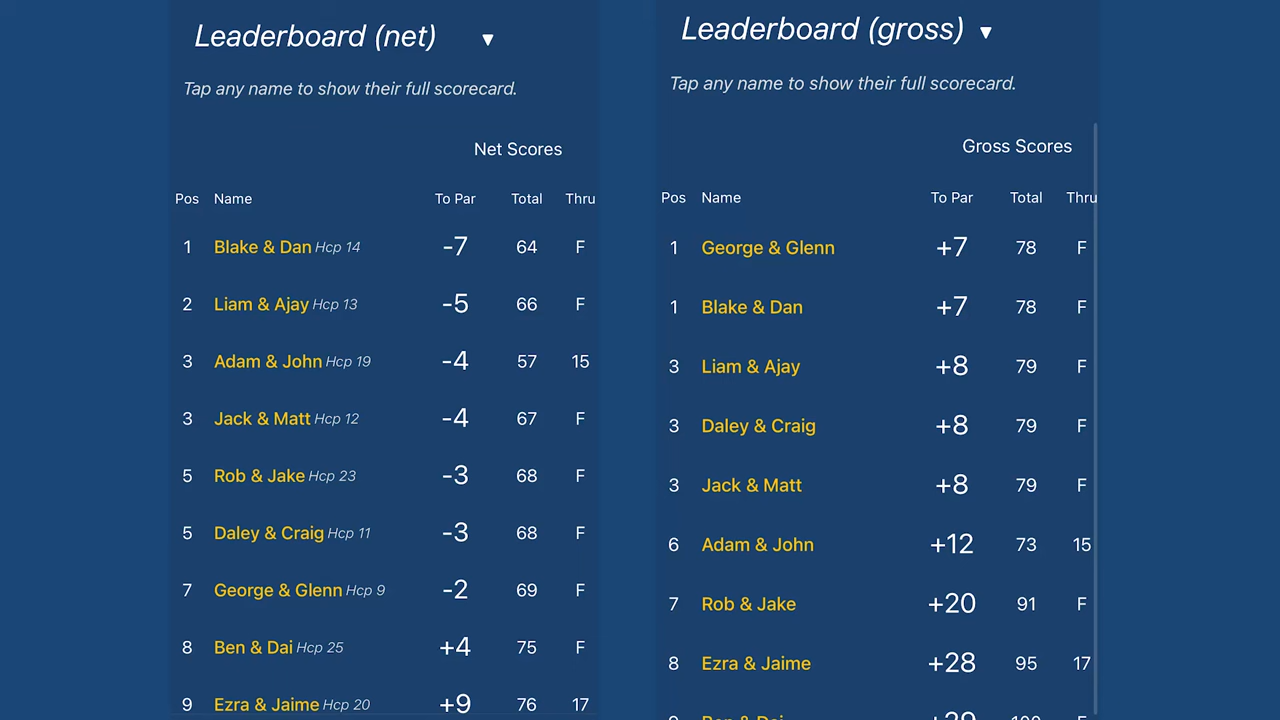 Leaderboard (net) ▼
Tap any name to show their full scorecard.
Net Scores
Pos Name To Par Total Thru
1 Blake & Dan Hcp 14 -7 64 F
2 Liam & Ajay Hcp 13 -5 66 F
3 Adam & John Hcp 19 -4 57 15
3 Jack & Matt Hcp 12 -4 67 F
5 Rob & Jake Hcp 23 -3 68 F
5 Daley & Craig Hcp 11 -3 68 F
7 George & Glenn Hcp 9 -2 69 F
8 Ben & Dai Hcp 25 +4 75 F
9 Ezra & Jaime Hcp 20 +9 76 17
Leaderboard (gross) ▼
Tap any name to show their full scorecard.
Gross Scores
Pos Name To Par Total Thru
1 George & Glenn +7 78 F
1 Blake & Dan +7 78 F
3 Liam & Ajay +8 79 F
3 Daley & Craig +8 79 F
3 Jack & Matt +8 79 F
6 Adam & John +12 73 15
7 Rob & Jake +20 91 F
8 Ezra & Jaime +28 95 17
9 Ben & Dai +29 100 F